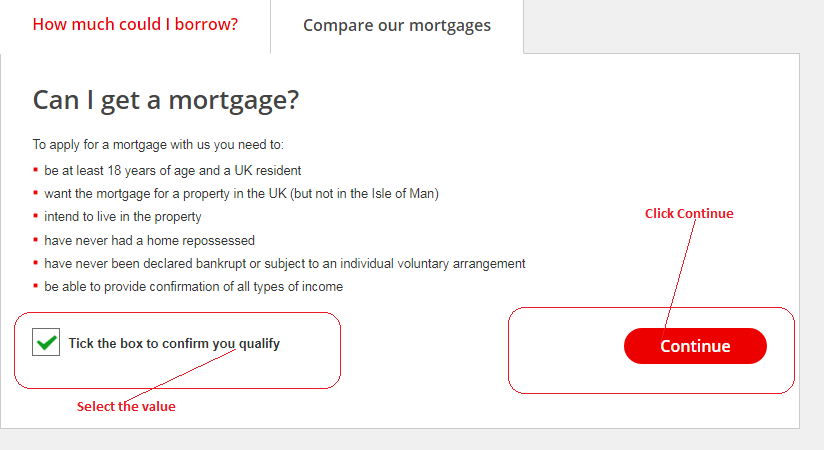 How much could I borrow?
Compare our mortgages
Can I get a mortgage?
To apply for a mortgage with us you need to:
be at least 18 years of age and a UK resident
want the mortgage for a property in the UK (but not in the Isle of Man)
intend to live in the property
Click Continue
have never had a home repossessed
have never been declared bankrupt or subject to an individual voluntary arrangement
be able to provide confirmation of all types of income
Tick the box to confirm you qualify
Continue
Select the value